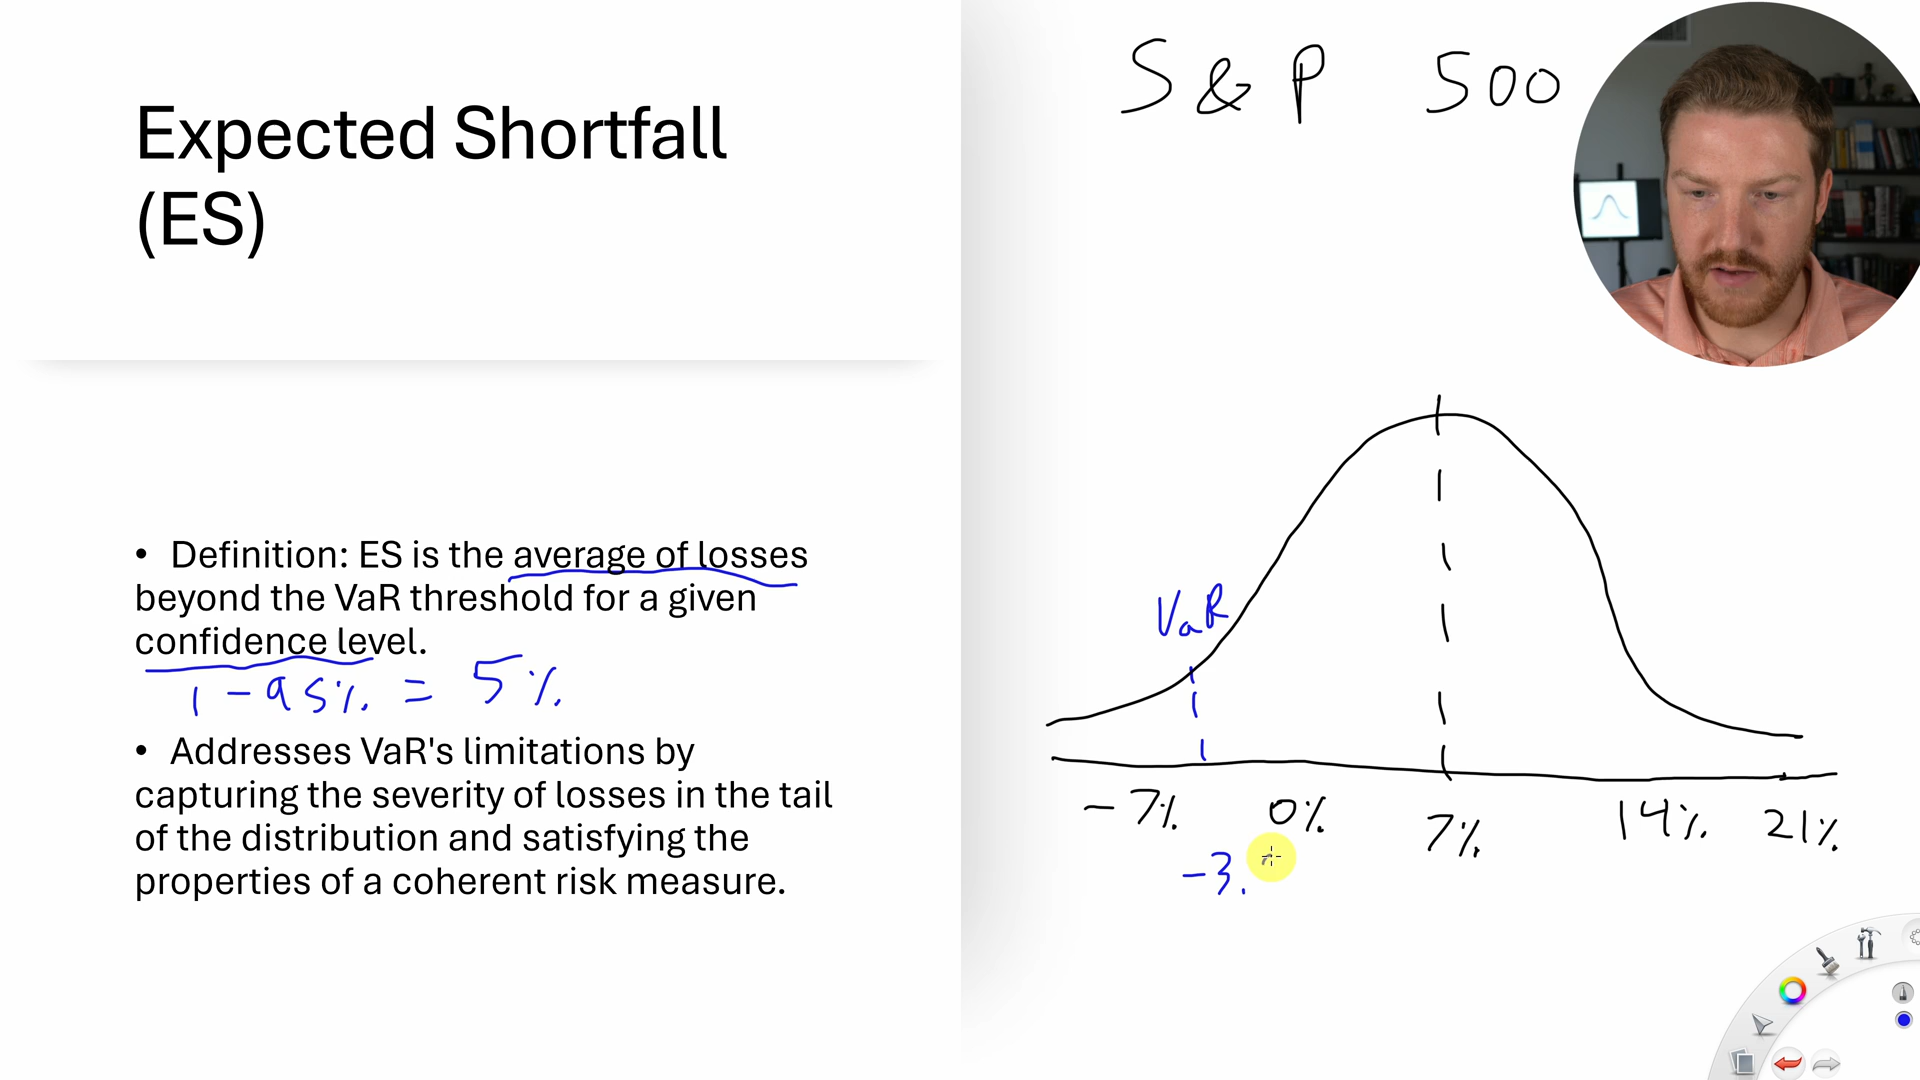 Expected Shortfall
(ES)
• Definition: ES is the average of losses
beyond the VaR threshold for a given
confidence level.
1 - 95% = 5%
• Addresses VaR's limitations by
capturing the severity of losses in the tail
of the distribution and satisfying the
properties of a coherent risk measure.
S & P 500
VaR
-7% 0% 7% 14% 21%
-3.